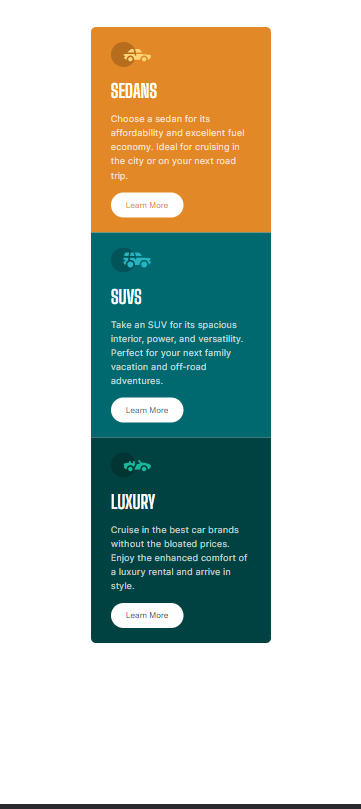 SEDANS
Choose a sedan for its
affordability and excellent fuel
economy. Ideal for cruising in
the city or on your next road
trip.
Learn More
SUVS
Take an SUV for its spacious
interior, power, and versatility.
Perfect for your next family
vacation and off-road
adventures.
Learn More
LUXURY
Cruise in the best car brands
without the bloated prices.
Enjoy the enhanced comfort of
a luxury rental and arrive in
style.
Learn More